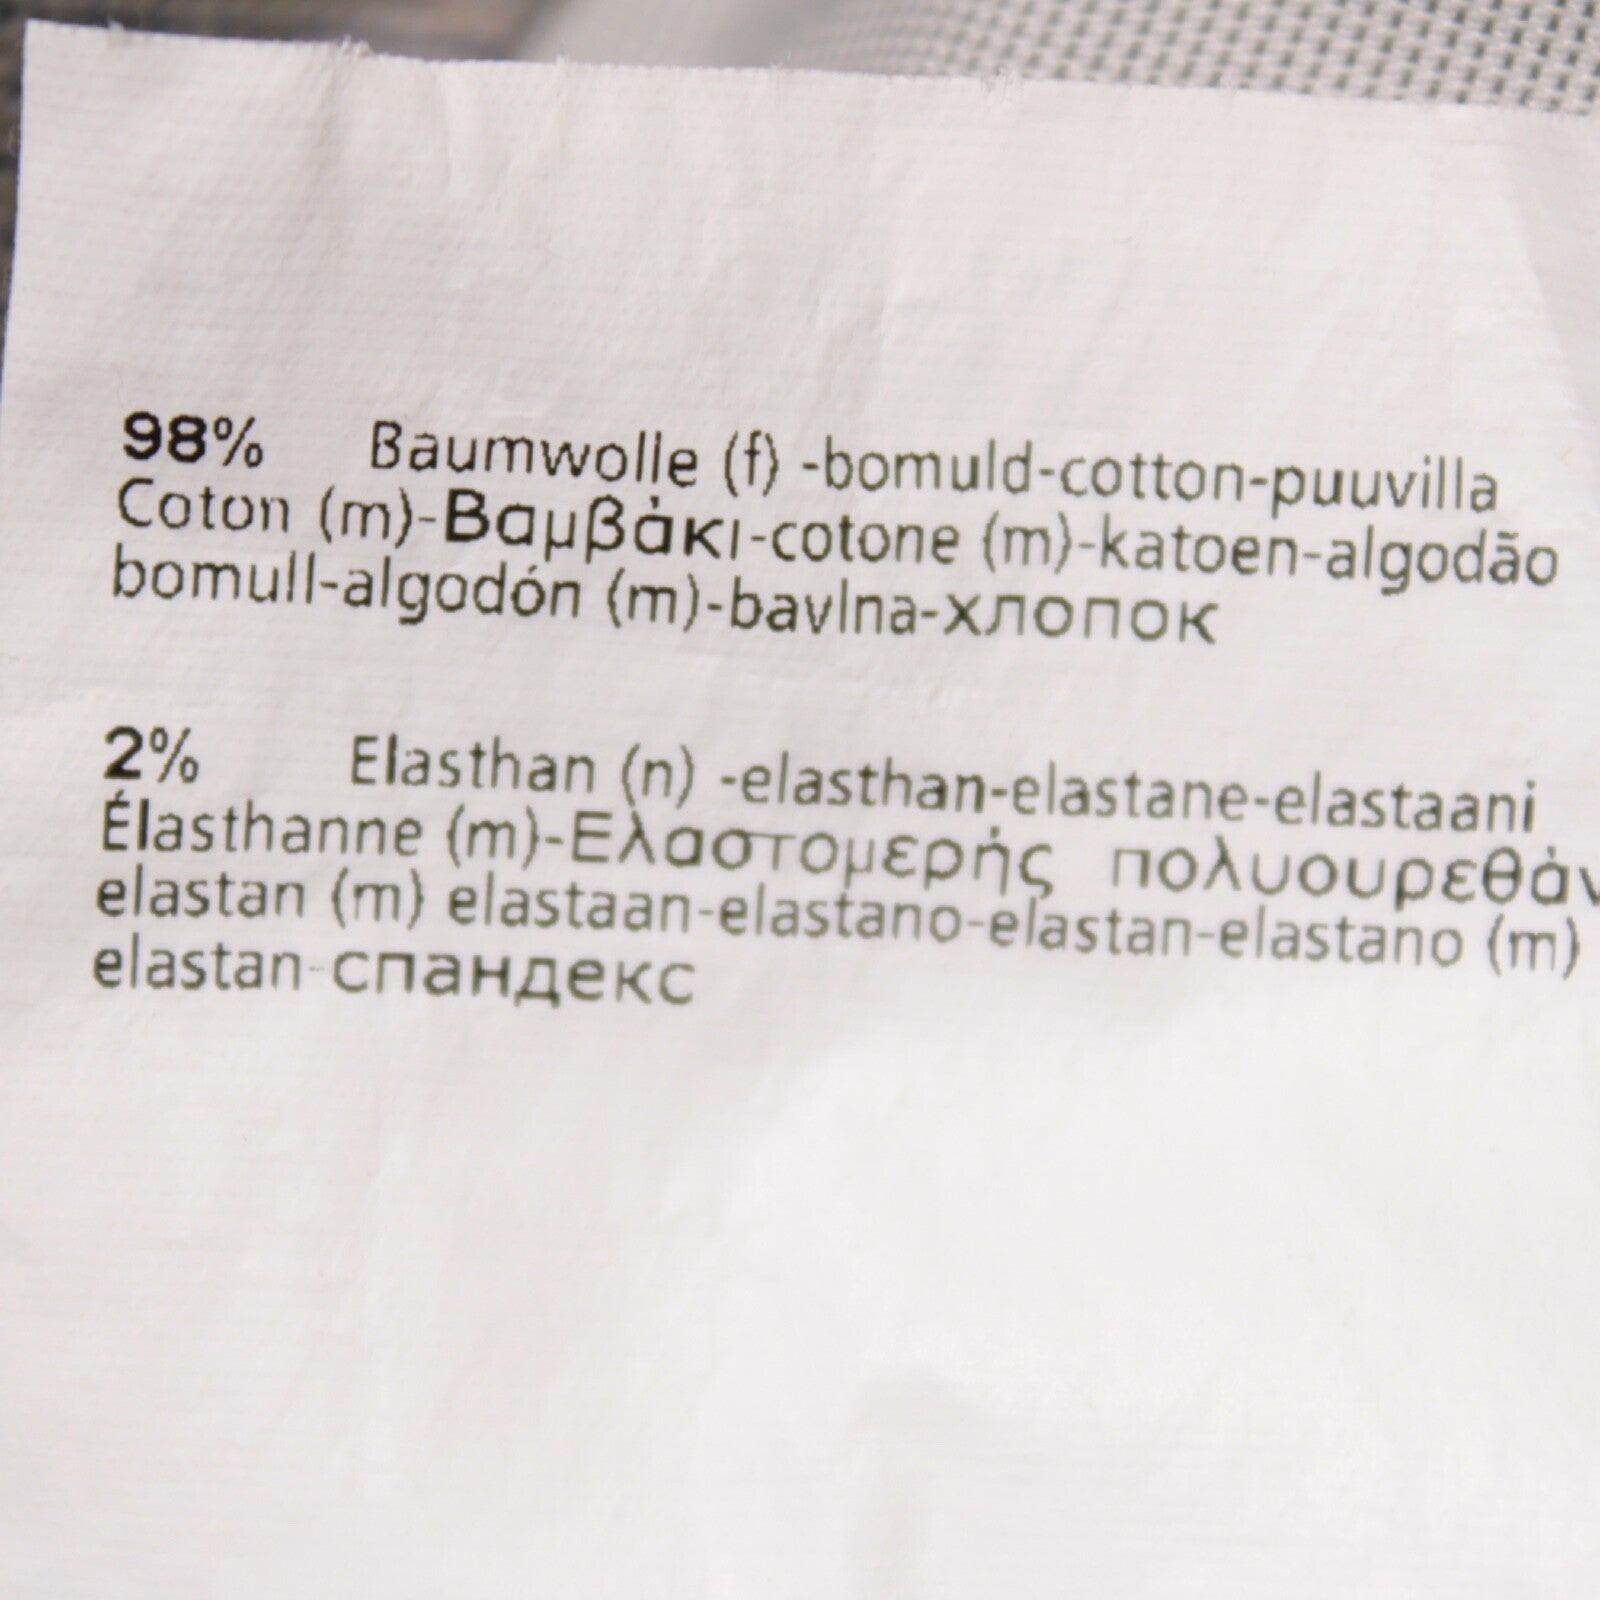 98% Baumwolle (f) -bomuld-cotton-puuvilla
Coton (m)-Βαμβάκι-cotone (m)-katoen-algodão
bomull-algodón (m)-bavlna-хлопок
2% Elasthan (n) -elasthan-elastane-elastaani
Élasthanne (m)-Ελαστομερής πολυουρεθάν
elastan (m) elastaan-elastano-elastan-elastano (m)
elastan-спандекс